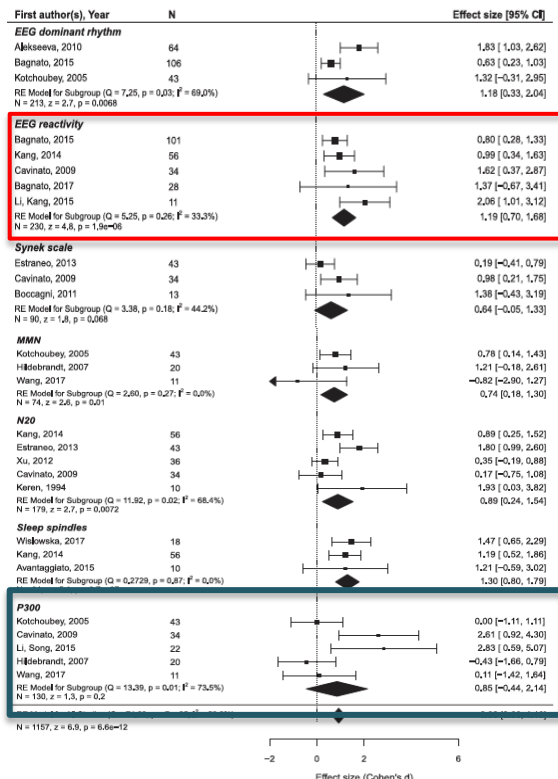 First author(s), Year N Effect size [95% CI]
EEG dominant rhythm
Alekseeva, 2010 64 1.83 [ 1.03, 2.62]
Bagnato, 2015 106 0.63 [ 0.23, 1.03]
Kotchoubey, 2005 43 1.32 [-0.31, 2.95]
RE Model for Subgroup (Q = 7.25, p = 0.03; I² = 69.0%) 1.18 [ 0.33, 2.04]
N = 213, z = 2.7, p = 0.0068
EEG reactivity
Bagnato, 2015 101 0.80 [ 0.28, 1.33]
Kang, 2014 56 0.99 [ 0.34, 1.63]
Cavinato, 2009 34 1.62 [ 0.37, 2.87]
Bagnato, 2017 28 1.37 [-0.67, 3.41]
Li, Kang, 2015 11 2.06 [ 1.01, 3.12]
RE Model for Subgroup (Q = 5.25, p = 0.26; I² = 33.3%) 1.19 [ 0.70, 1.68]
N = 230, z = 4.8, p = 1.9e-06
Synek scale
Estraneo, 2013 43 0.19 [-0.41, 0.79]
Cavinato, 2009 34 0.98 [ 0.21, 1.75]
Boccagni, 2011 13 1.38 [-0.43, 3.19]
RE Model for Subgroup (Q = 3.38, p = 0.18; I² = 44.2%) 0.64 [-0.05, 1.33]
N = 90, z = 1.8, p = 0.068
MMN
Kotchoubey, 2005 43 0.78 [ 0.14, 1.43]
Hildebrandt, 2007 20 1.21 [-0.18, 2.61]
Wang, 2017 11 -0.82 [-2.90, 1.27]
RE Model for Subgroup (Q = 2.60, p = 0.27; I² = 0.0%) 0.74 [ 0.18, 1.30]
N = 74, z = 2.6, p = 0.01
N20
Kang, 2014 56 0.89 [ 0.25, 1.52]
Estraneo, 2013 43 1.80 [ 0.99, 2.60]
Xu, 2012 36 0.35 [-0.19, 0.88]
Cavinato, 2009 34 0.17 [-0.75, 1.08]
Keren, 1994 10 1.93 [ 0.03, 3.82]
RE Model for Subgroup (Q = 11.92, p = 0.02; I² = 68.4%) 0.89 [ 0.24, 1.54]
N = 179, z = 2.7, p = 0.0072
Sleep spindles
Wislowska, 2017 18 1.47 [ 0.65, 2.29]
Kang, 2014 56 1.19 [ 0.52, 1.86]
Avantaggiato, 2015 10 1.21 [-0.59, 3.02]
RE Model for Subgroup (Q = 0.2729, p = 0.87; I² = 0.0%) 1.30 [ 0.80, 1.79]
P300
Kotchoubey, 2005 43 0.00 [-1.11, 1.11]
Cavinato, 2009 34 2.61 [ 0.92, 4.30]
Li, Song, 2015 22 2.83 [ 0.59, 5.07]
Hildebrandt, 2007 20 -0.43 [-1.66, 0.79]
Wang, 2017 11 0.11 [-1.42, 1.64]
RE Model for Subgroup (Q = 13.39, p = 0.01; I² = 73.5%) 0.85 [-0.44, 2.14]
N = 130, z = 1.3, p = 0.2
N = 1157, z = 6.9, p = 6.6e-12
-2 0 2 6
Effect size (Cohen's d)